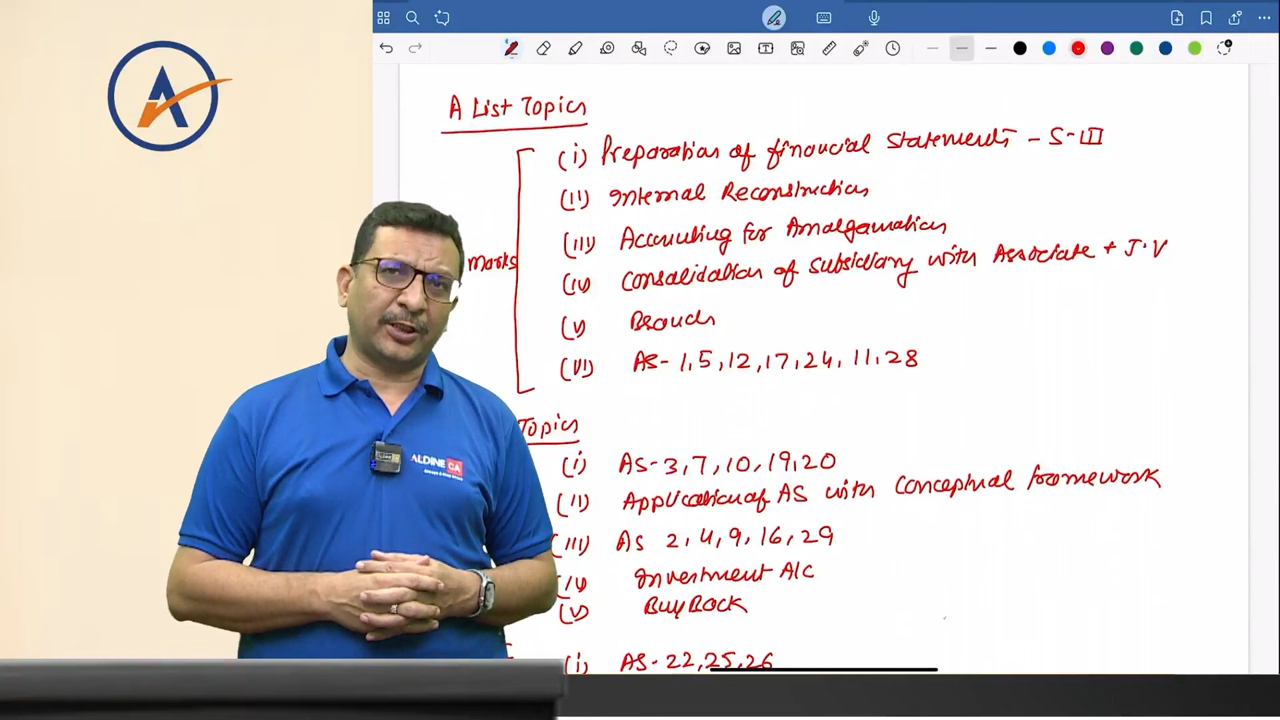 A List Topics
(i) Preparation of financial Statements - S-III
(ii) Internal Reconstruction
(iii) Accounting for Amalgamation
Marks
(iv) Consolidation of subsidiary with Associate + J.V
(v) Branch
(vi) AS- 1, 5, 12, 17, 24, 11, 28
Topics
(i) AS-3, 7, 10, 19, 20
(ii) Application of AS with conceptual framework
(iii) AS 2, 4, 9, 16, 29
(iv) Investment A/c
(v) Buy Back
(i) AS-22, 25, 26
ALDINE CA